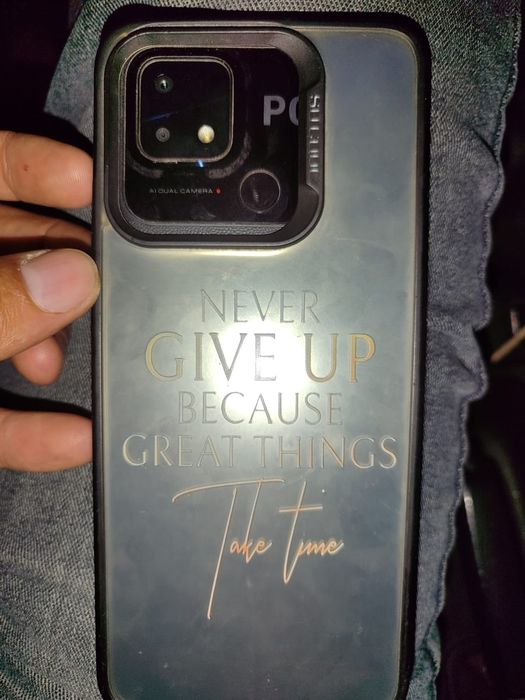 AI DUAL CAMERA
NEVER
GIVE UP
BECAUSE
GREAT THINGS
Take time